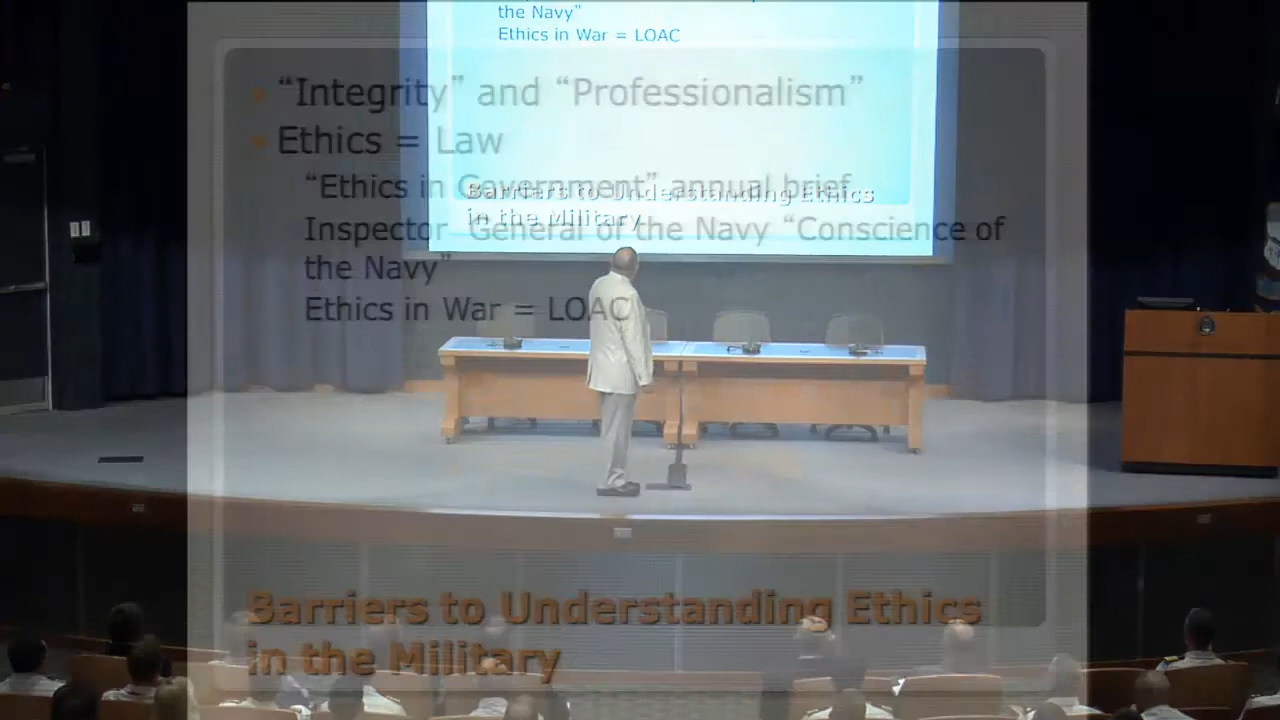 the Navy”
Ethics in War = LOAC
Barriers to Understanding Ethics
in the Military
“Integrity” and “Professionalism”
Ethics = Law
“Ethics in Government” annual brief
Inspector General of the Navy “Conscience of
the Navy”
Ethics in War = LOAC
Barriers to Understanding Ethics
in the Military